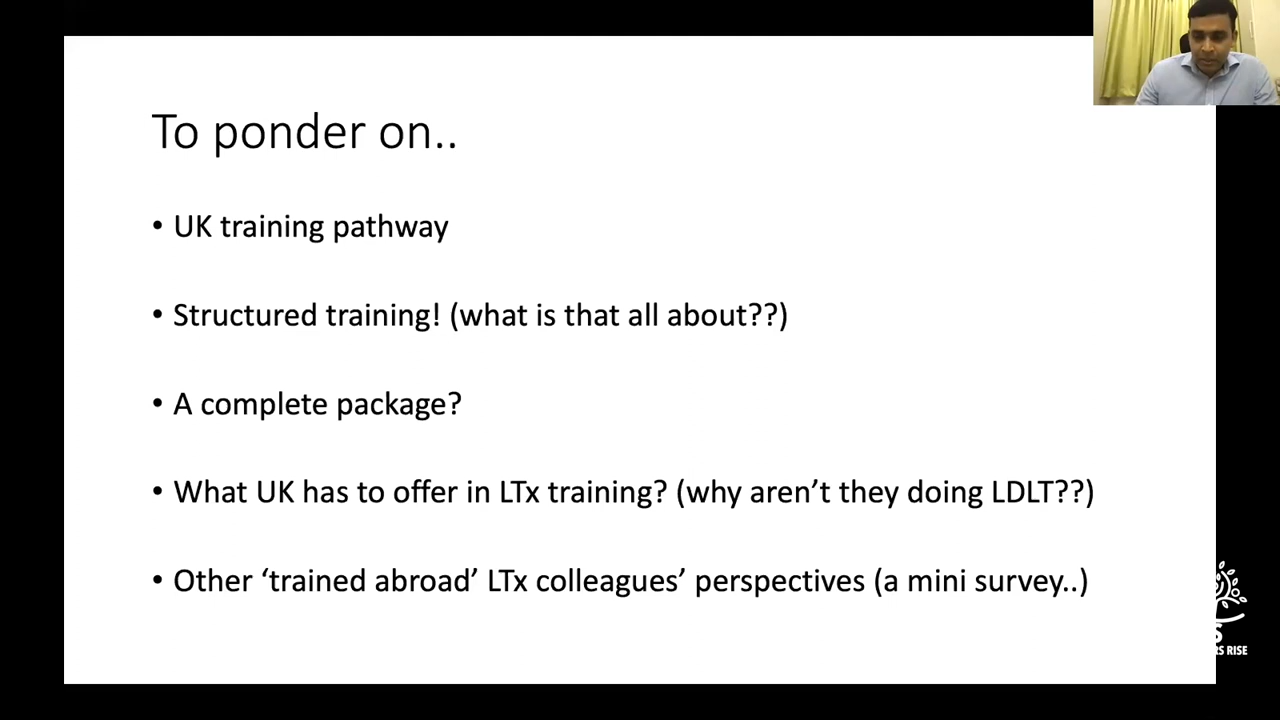 To ponder on..
• UK training pathway
• Structured training! (what is that all about??)
• A complete package?
• What UK has to offer in LTx training? (why aren’t they doing LDLT??)
• Other ‘trained abroad’ LTx colleagues’ perspectives (a mini survey..)
RISE